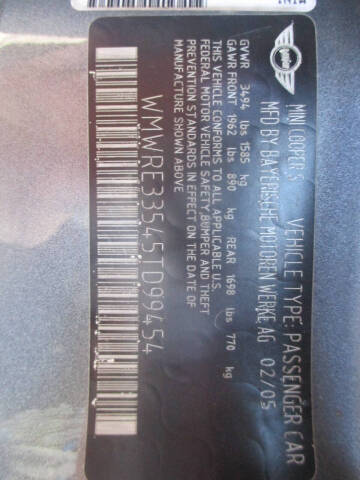 MINI
MINI
MINI COOPER S VEHICLE TYPE: PASSENGER CAR
MFD BY BAYERISCHE MOTOREN WERKE AG 02/05
GVWR 3494 lbs 1585 kg
GAWR FRONT 1962 lbs 890 kg REAR 1698 lbs 770 kg
THIS VEHICLE CONFORMS TO ALL APPLICABLE U.S.
FEDERAL MOTOR VEHICLE SAFETY,BUMPER AND THEFT
PREVENTION STANDARDS IN EFFECT ON THE DATE OF
MANUFACTURE SHOWN ABOVE
WMWRE33545TD99454